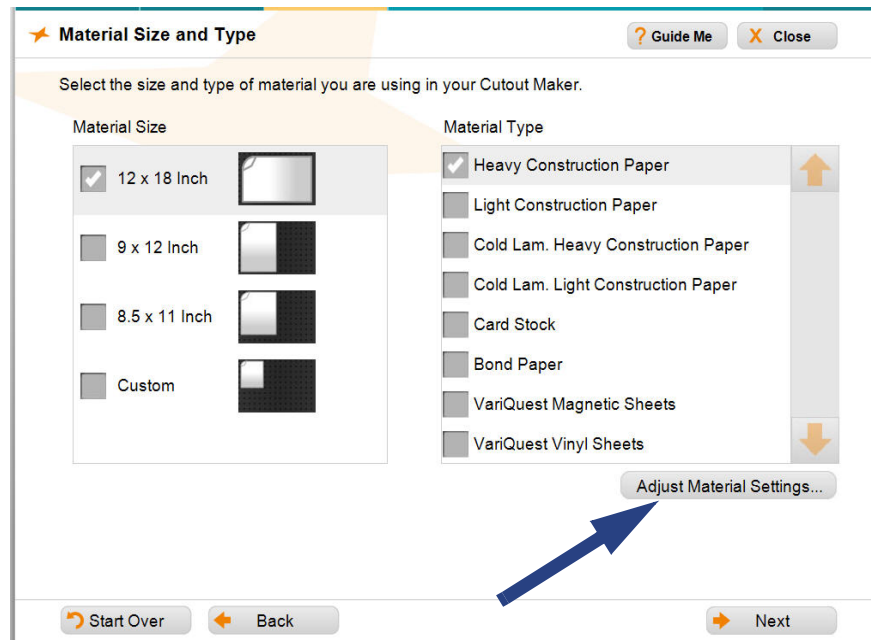 Material Size and Type
? Guide Me
X Close
Select the size and type of material you are using in your Cutout Maker.
Material Size
Material Type
12 x 18 Inch
9 x 12 Inch
8.5 x 11 Inch
Custom
Heavy Construction Paper
Light Construction Paper
Cold Lam. Heavy Construction Paper
Cold Lam. Light Construction Paper
Card Stock
Bond Paper
VariQuest Magnetic Sheets
VariQuest Vinyl Sheets
Adjust Material Settings...
Start Over
Back
Next